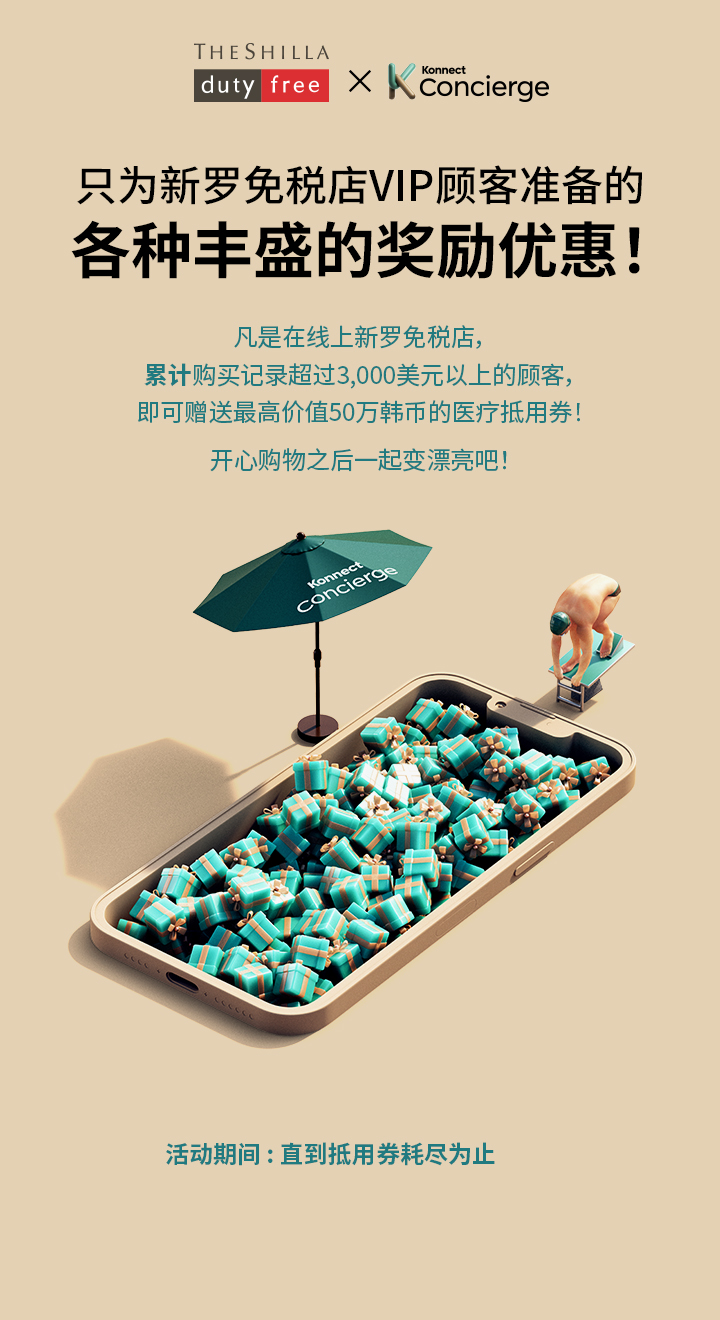 THE SHILLA
duty free
×
Konnect
Concierge
只为新罗免税店VIP顾客准备的
各种丰盛的奖励优惠!
凡是在线上新罗免税店,
累计购买记录超过3,000美元以上的顾客,
即可赠送最高价值50万韩币的医疗抵用券!
开心购物之后一起变漂亮吧!
Konnect
concierge
活动期间 : 直到抵用券耗尽为止